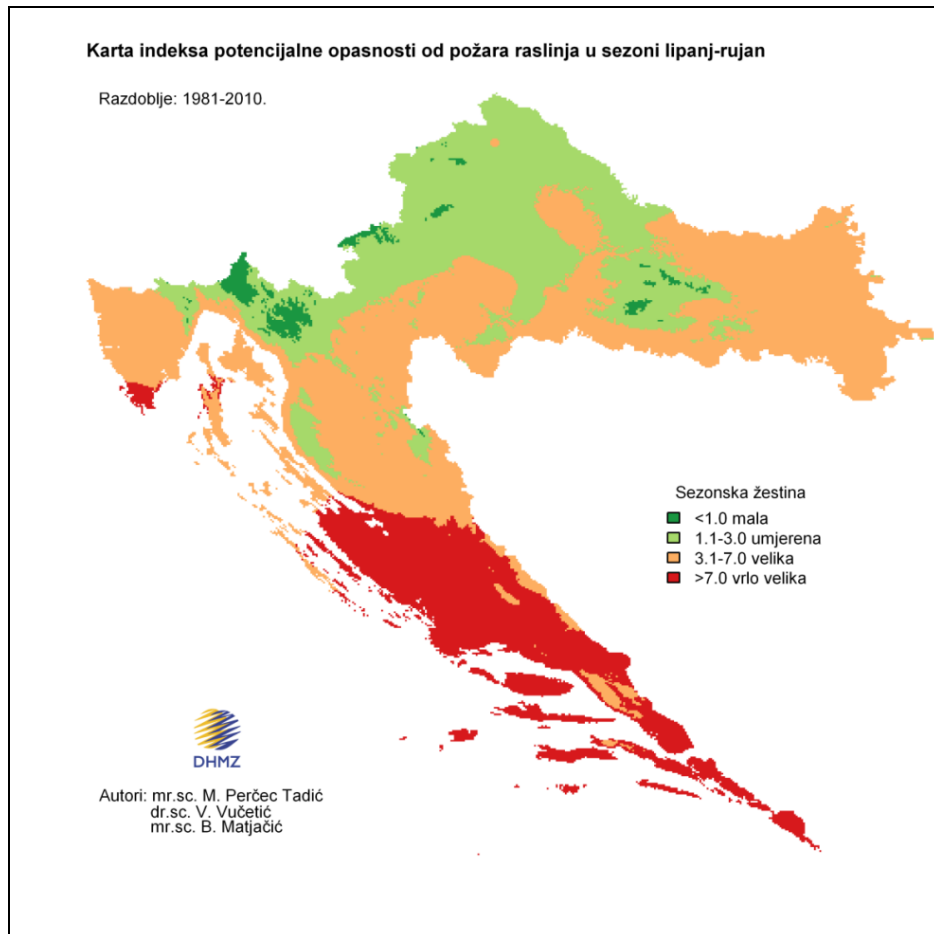 Karta indeksa potencijalne opasnosti od požara raslinja u sezoni lipanj-rujan
Razdoblje: 1981-2010.
Sezonska žestina
<1.0 mala
1.1-3.0 umjerena
3.1-7.0 velika
>7.0 vrlo velika
DHMZ
Autori: mr.sc. M. Perčec Tadić
dr.sc. V. Vučetić
mr.sc. B. Matjačić